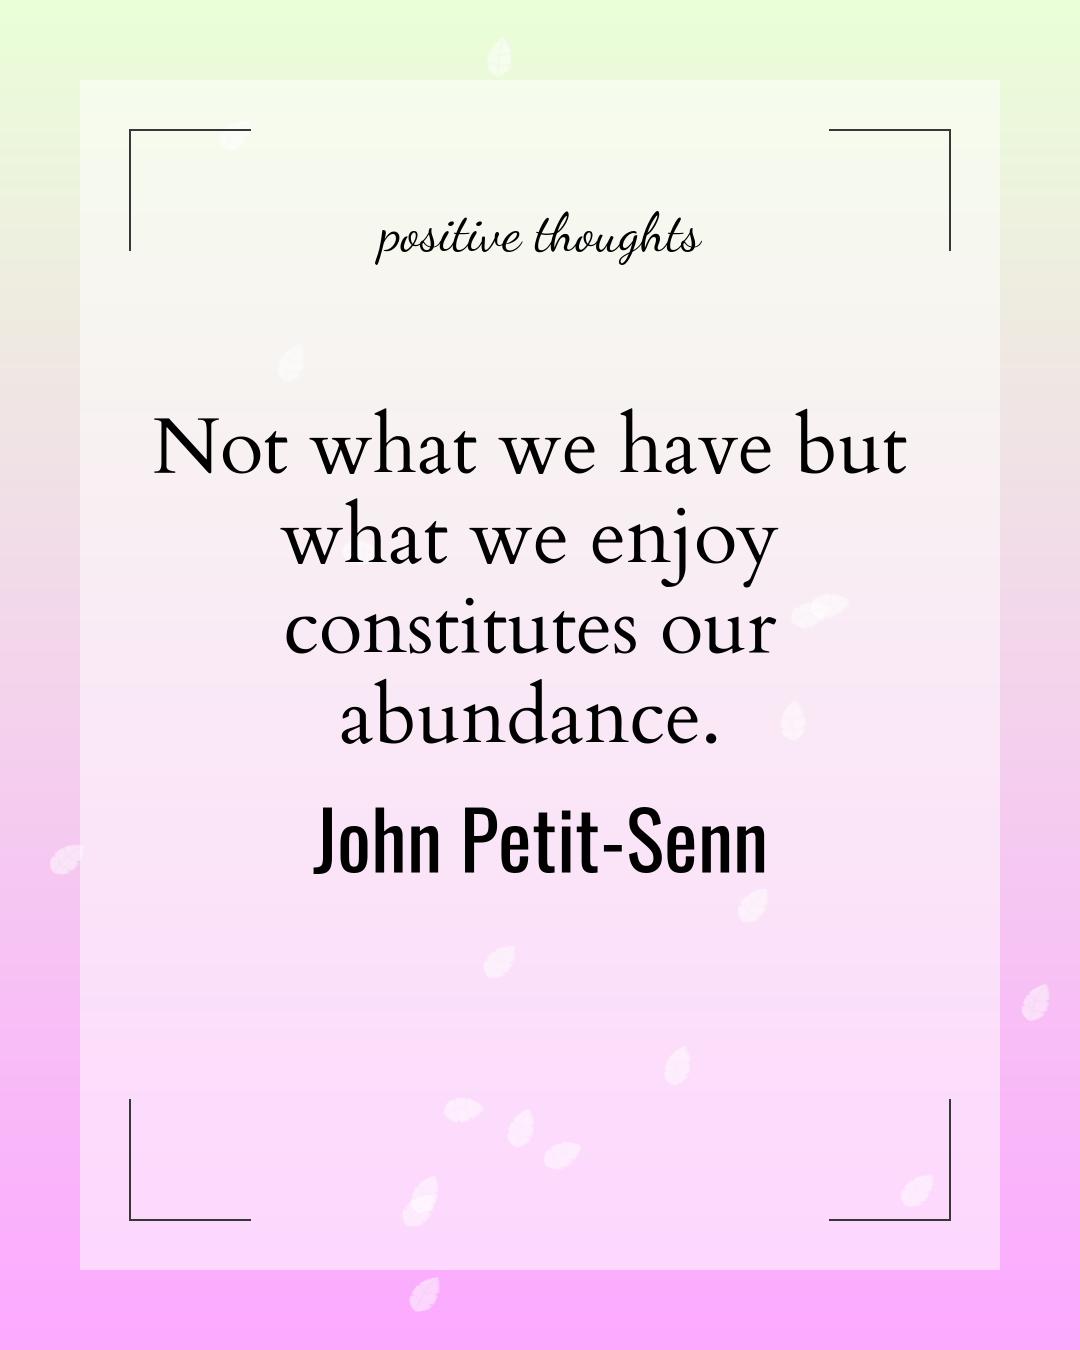 positive thoughts
Not what we have but
what we enjoy
constitutes our
abundance.
John Petit-Senn